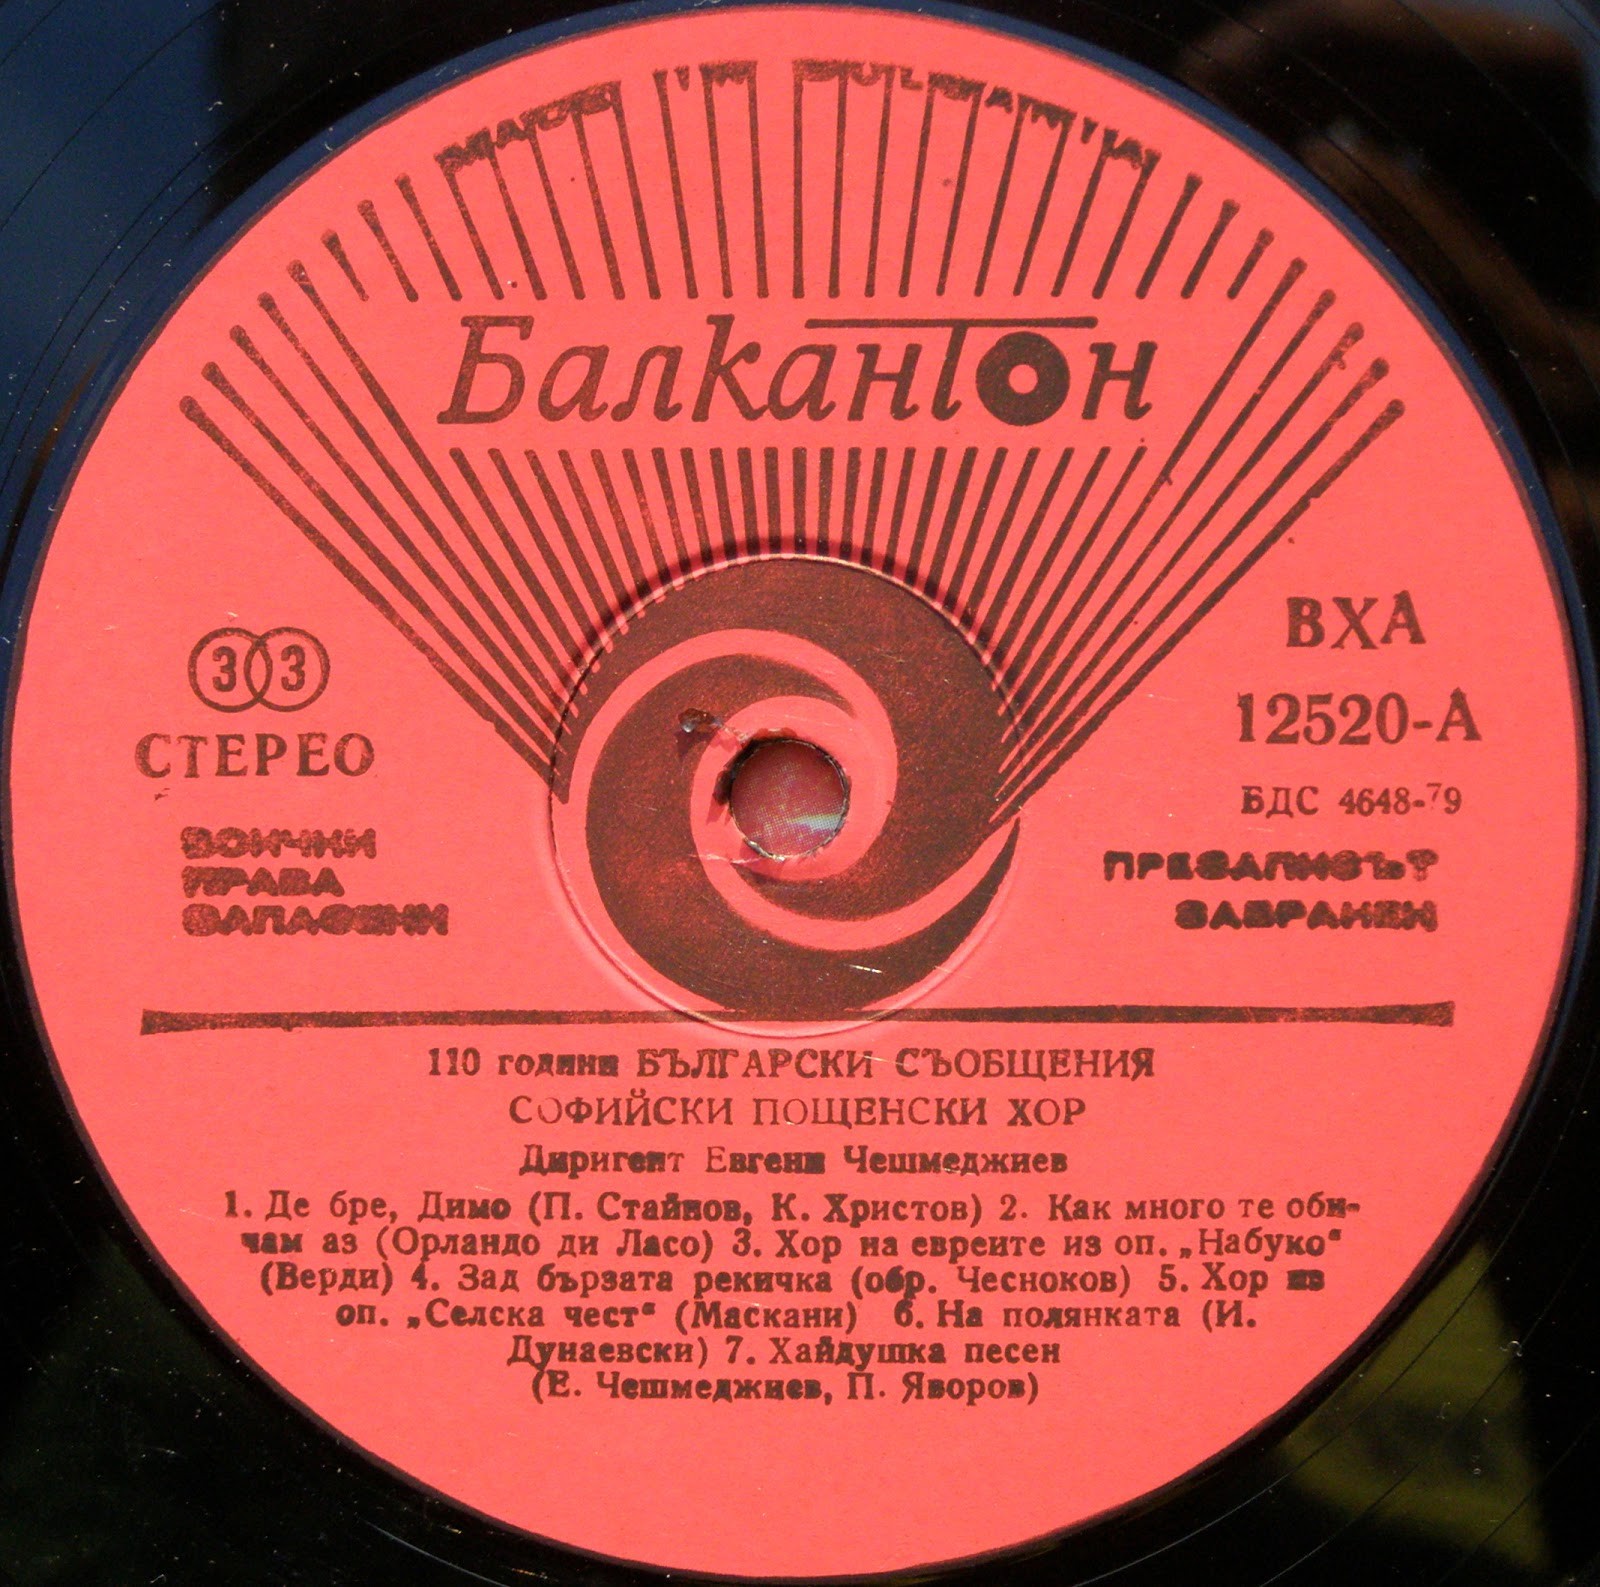 MADE IN BULGARIA
Балкантон
33
СТЕРЕО
ВСИЧКИ
ПРАВА
ЗАПАЗЕНИ
ВХА
12520-А
БДС 4648-79
ПРЕЗАПИСЪТ
ЗАБРАНЕН
110 години БЪЛГАРСКИ СЪОБЩЕНИЯ
СОФИЙСКИ ПОЩЕНСКИ ХОР
Диригент Евгени Чешмеджиев
1. Де бре, Димо (П. Стайнов, К. Христов) 2. Как много те оби-
чам аз (Орландо ди Ласо) 3. Хор на евреите из оп. „Набуко“
(Верди) 4. Зад бързата рекичка (обр. Чесноков) 5. Хор из
оп. „Селска чест“ (Маскани) 6. На полянката (И.
Дунаевски) 7. Хайдушка песен
(Е. Чешмеджиев, П. Яворов)